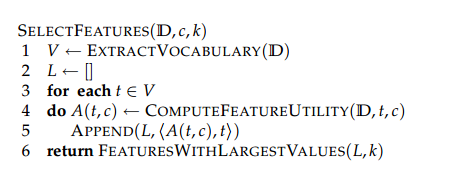 SELECTFEATURES(𝔻, c, k)
1 V ← EXTRACTVOCABULARY(𝔻)
2 L ← []
3 for each t ∈ V
4 do A(t, c) ← COMPUTEFEATUREUTILITY(𝔻, t, c)
5 APPEND(L, ⟨A(t, c), t⟩)
6 return FEATURESWITHLARGESTVALUES(L, k)